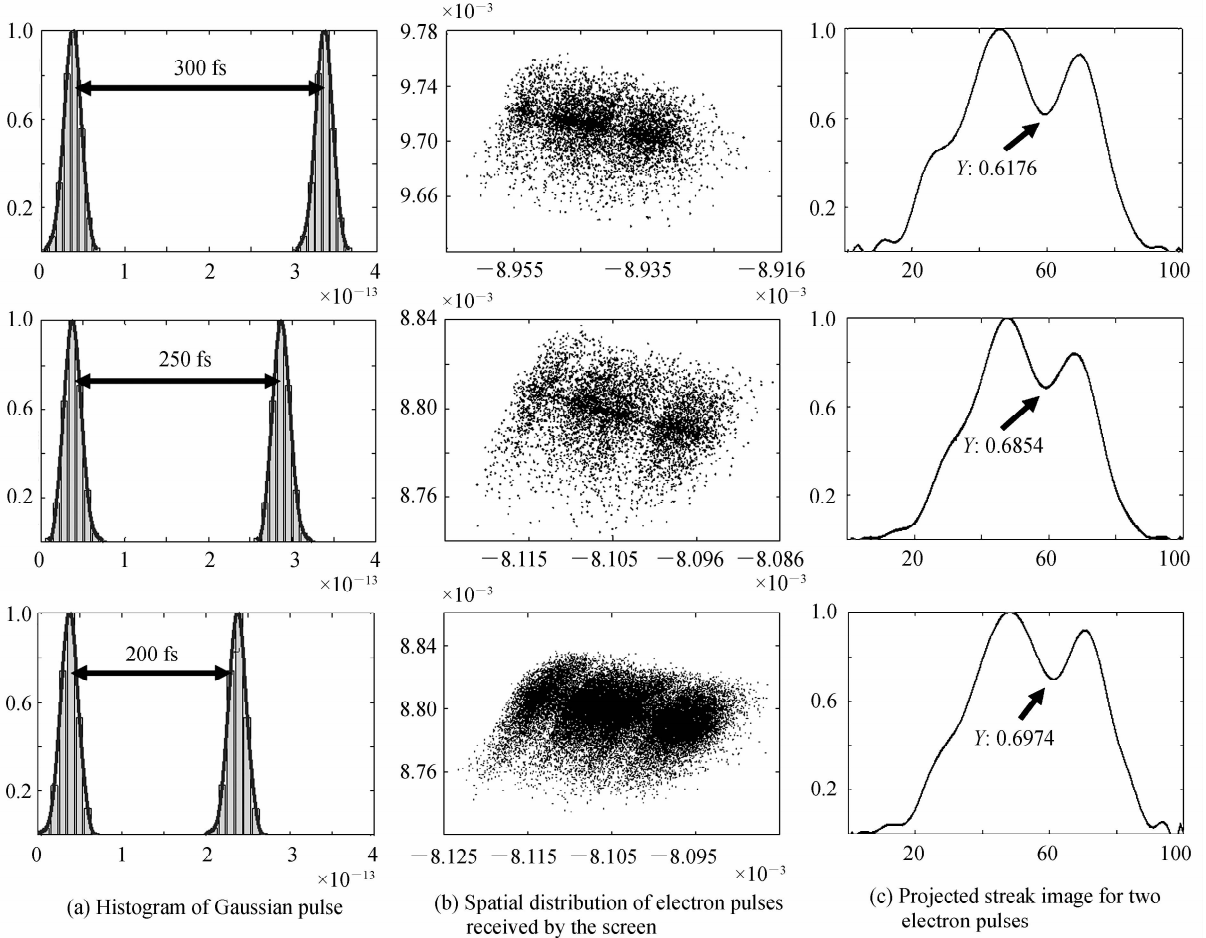 1.0
0.6
0.2
300 fs
0 1 2 3 4
×10−13
×10−3
9.78
9.74
9.70
9.66
−8.955 −8.935 −8.916
×10−3
1.0
0.6
0.2
Y: 0.6176
20 60 100
1.0
0.6
0.2
250 fs
0 1 2 3 4
×10−13
×10−3
8.84
8.80
8.76
−8.115 −8.105 −8.096 −8.086
×10−3
1.0
0.6
0.2
Y: 0.6854
20 60 100
1.0
0.6
0.2
200 fs
0 1 2 3 4
×10−13
×10−3
8.84
8.80
8.76
−8.125 −8.115 −8.105 −8.095
×10−3
1.0
0.6
0.2
Y: 0.6974
20 60 100
(a) Histogram of Gaussian pulse
(b) Spatial distribution of electron pulses
received by the screen
(c) Projected streak image for two
electron pulses